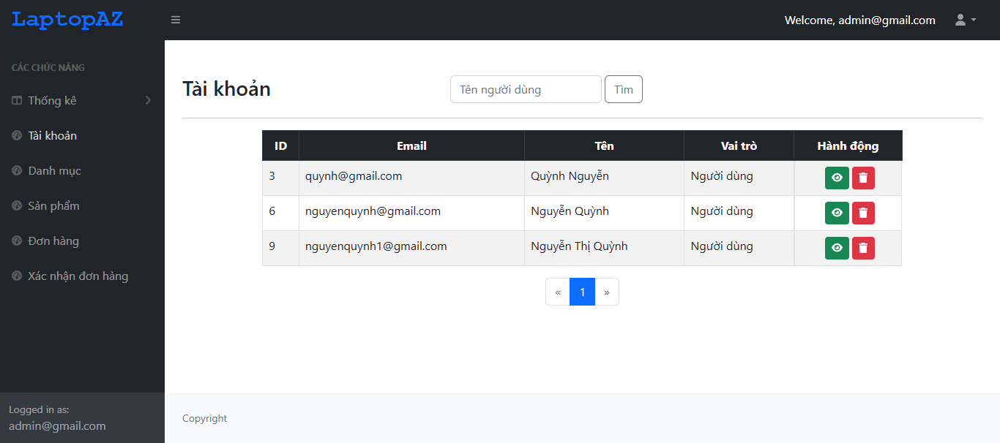 LaptopAZ
Welcome, admin@gmail.com
CÁC CHỨC NĂNG
Thống kê
Tài khoản
Danh mục
Sản phẩm
Đơn hàng
Xác nhận đơn hàng
Logged in as:
admin@gmail.com
Tài khoản
Tên người dùng
Tìm
ID Email Tên Vai trò Hành động
3 quynh@gmail.com Quỳnh Nguyễn Người dùng
6 nguyenquynh@gmail.com Nguyễn Quỳnh Người dùng
9 nguyenquynh1@gmail.com Nguyễn Thị Quỳnh Người dùng
« 1 »
Copyright